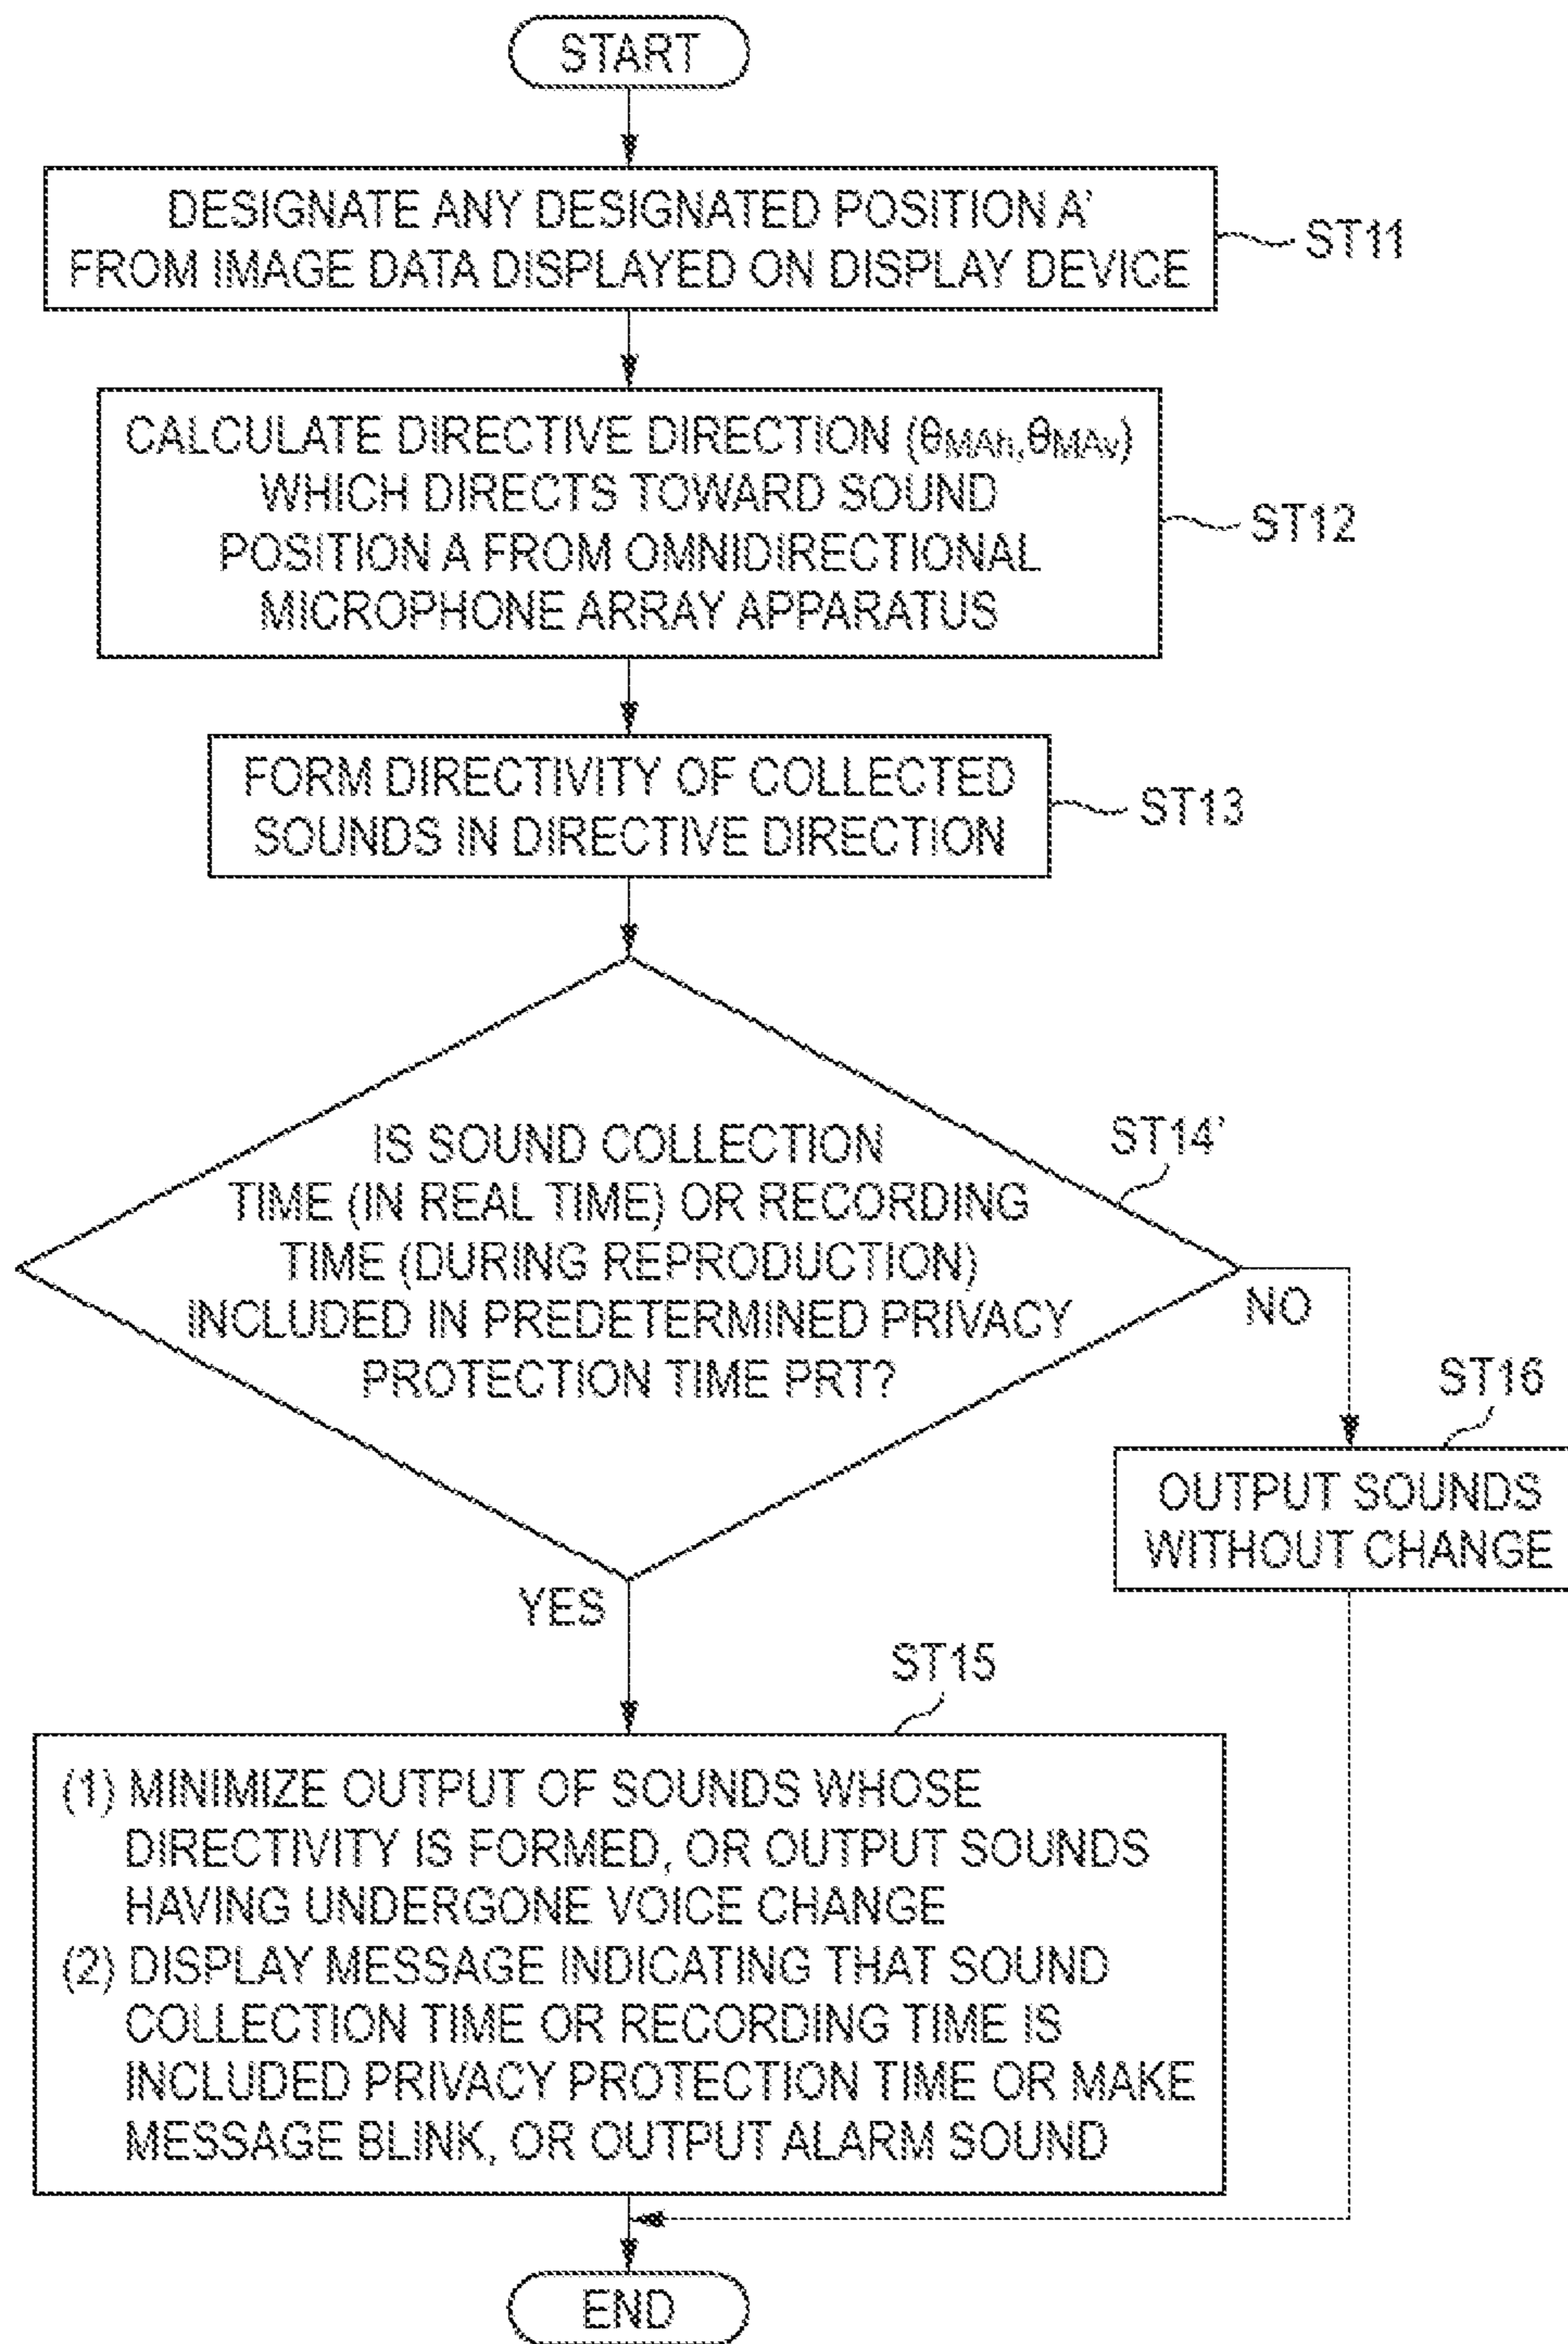 START
DESIGNATE ANY DESIGNATED POSITION A'
FROM IMAGE DATA DISPLAYED ON DISPLAY DEVICE
ST11
CALCULATE DIRECTIVE DIRECTION (θMAh,θMAv)
WHICH DIRECTS TOWARD SOUND
POSITION A FROM OMNIDIRECTIONAL
MICROPHONE ARRAY APPARATUS
ST12
FORM DIRECTIVITY OF COLLECTED
SOUNDS IN DIRECTIVE DIRECTION
ST13
IS SOUND COLLECTION
TIME (IN REAL TIME) OR RECORDING
TIME (DURING REPRODUCTION)
INCLUDED IN PREDETERMINED PRIVACY
PROTECTION TIME PRT?
ST14'
NO
ST16
OUTPUT SOUNDS
WITHOUT CHANGE
YES
ST15
(1) MINIMIZE OUTPUT OF SOUNDS WHOSE
DIRECTIVITY IS FORMED, OR OUTPUT SOUNDS
HAVING UNDERGONE VOICE CHANGE
(2) DISPLAY MESSAGE INDICATING THAT SOUND
COLLECTION TIME OR RECORDING TIME IS
INCLUDED PRIVACY PROTECTION TIME OR MAKE
MESSAGE BLINK, OR OUTPUT ALARM SOUND
END